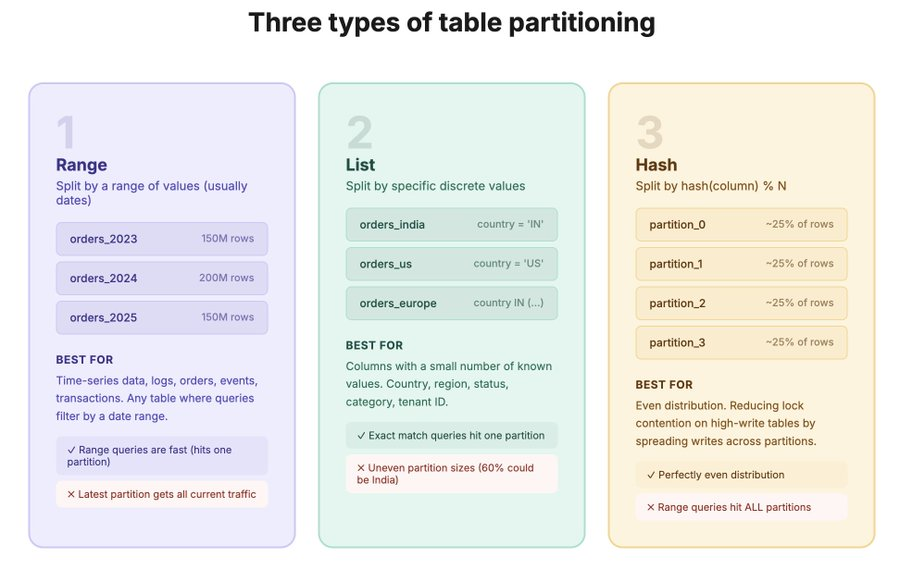 Three types of table partitioning
1
Range
Split by a range of values (usually
dates)
orders_2023 150M rows
orders_2024 200M rows
orders_2025 150M rows
BEST FOR
Time-series data, logs, orders, events,
transactions. Any table where queries
filter by a date range.
✓ Range queries are fast (hits one
partition)
✕ Latest partition gets all current traffic
2
List
Split by specific discrete values
orders_india country = 'IN'
orders_us country = 'US'
orders_europe country IN (...)
BEST FOR
Columns with a small number of known
values. Country, region, status,
category, tenant ID.
✓ Exact match queries hit one partition
✕ Uneven partition sizes (60% could
be India)
3
Hash
Split by hash(column) % N
partition_0 ~25% of rows
partition_1 ~25% of rows
partition_2 ~25% of rows
partition_3 ~25% of rows
BEST FOR
Even distribution. Reducing lock
contention on high-write tables by
spreading writes across partitions.
✓ Perfectly even distribution
✕ Range queries hit ALL partitions